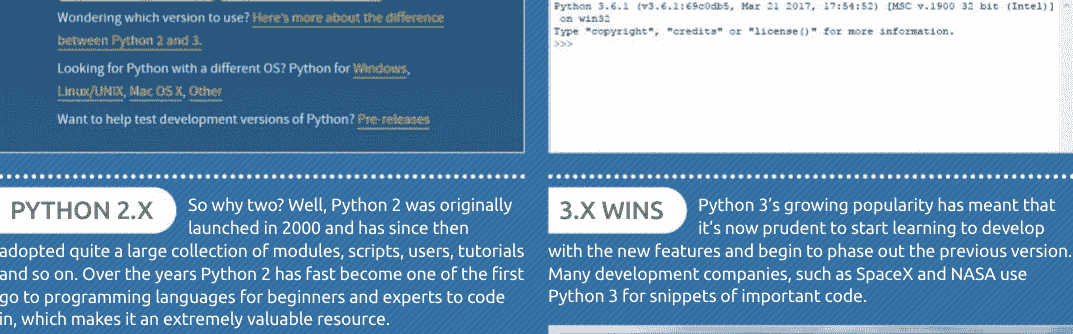 Wondering which version to use? Here's more about the difference
between Python 2 and 3.
Looking for Python with a different OS? Python for Windows,
Linux/UNIX, Mac OS X, Other
Want to help test development versions of Python? Pre-releases
Python 3.6.1 (v3.6.1:69c0db5, Mar 21 2017, 17:54:52) [MSC v.1900 32 bit (Intel)]
on win32
Type "copyright", "credits" or "license()" for more information.
>>>
PYTHON 2.X
So why two? Well, Python 2 was originally
launched in 2000 and has since then
adopted quite a large collection of modules, scripts, users, tutorials
and so on. Over the years Python 2 has fast become one of the first
go to programming languages for beginners and experts to code
in, which makes it an extremely valuable resource.
3.X WINS
Python 3's growing popularity has meant that
it's now prudent to start learning to develop
with the new features and begin to phase out the previous version.
Many development companies, such as SpaceX and NASA use
Python 3 for snippets of important code.